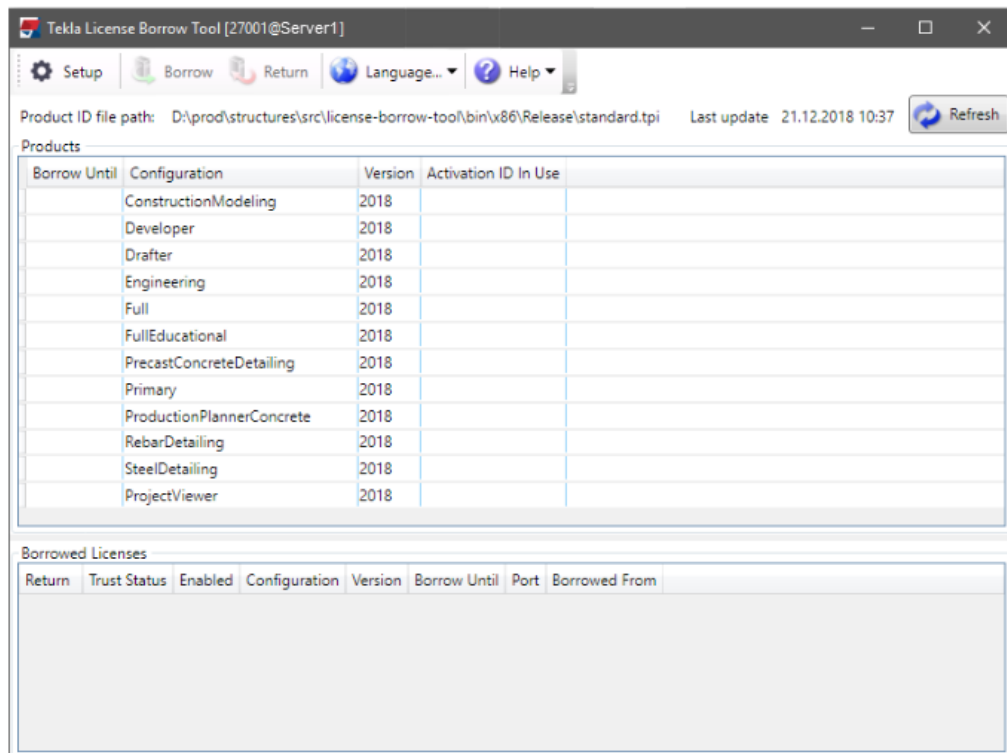 Tekla License Borrow Tool [27001@Server1]
Setup Borrow Return Language... Help
Product ID file path: D:\prod\structures\src\license-borrow-tool\bin\x86\Release\standard.tpi Last update 21.12.2018 10:37 Refresh
Products
Borrow Until Configuration Version Activation ID In Use
ConstructionModeling 2018
Developer 2018
Drafter 2018
Engineering 2018
Full 2018
FullEducational 2018
PrecastConcreteDetailing 2018
Primary 2018
ProductionPlannerConcrete 2018
RebarDetailing 2018
SteelDetailing 2018
ProjectViewer 2018
Borrowed Licenses
Return Trust Status Enabled Configuration Version Borrow Until Port Borrowed From